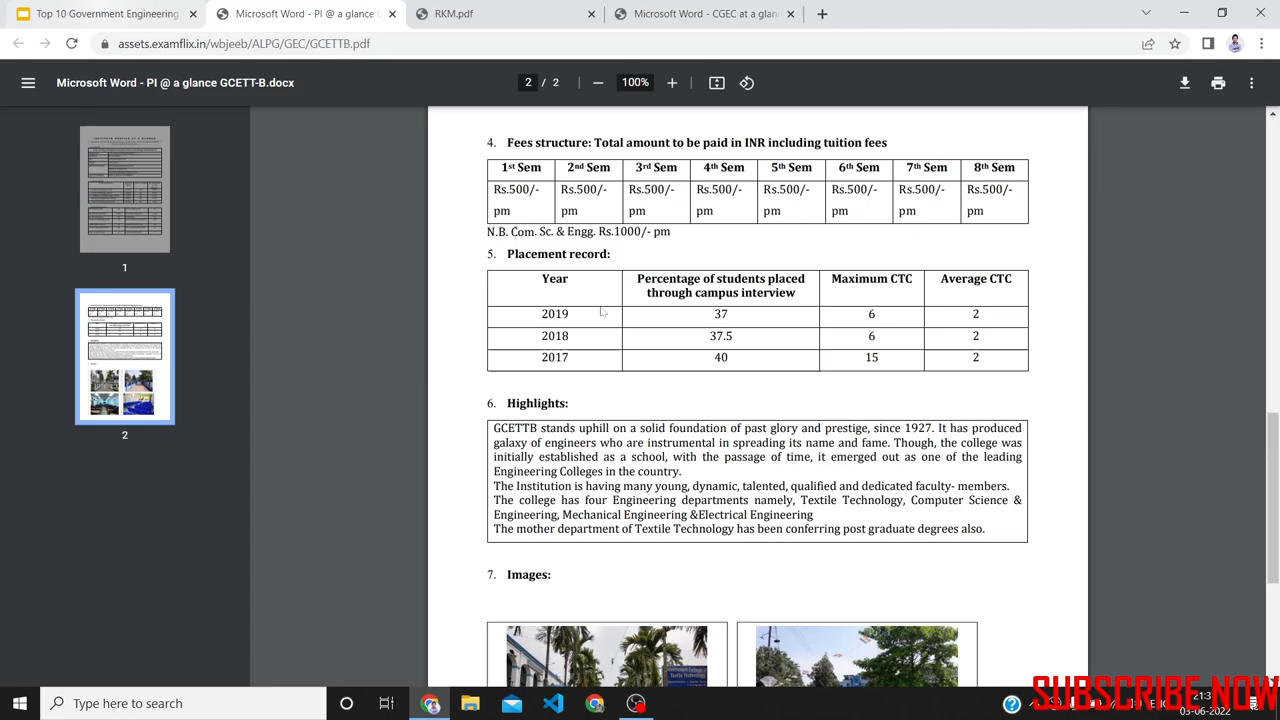 Top 10 Government Engineering
Microsoft Word - PI @ a glance
RKM.pdf
Microsoft Word - CGEC at a glan
assets.examflix.in/wbjeeb/ALPG/GEC/GCETTB.pdf
Microsoft Word - PI @ a glance GCETT-B.docx
2 / 2
100%
1
2
4. Fees structure: Total amount to be paid in INR including tuition fees
1st Sem 2nd Sem 3rd Sem 4th Sem 5th Sem 6th Sem 7th Sem 8th Sem
Rs.500/- Rs.500/- Rs.500/- Rs.500/- Rs.500/- Rs.500/- Rs.500/- Rs.500/-
pm pm pm pm pm pm pm pm
N.B. Com. Sc. & Engg. Rs.1000/- pm
5. Placement record:
Year Percentage of students placed through campus interview Maximum CTC Average CTC
2019 37 6 2
2018 37.5 6 2
2017 40 15 2
6. Highlights:
GCETTB stands uphill on a solid foundation of past glory and prestige, since 1927. It has produced
galaxy of engineers who are instrumental in spreading its name and fame. Though, the college was
initially established as a school, with the passage of time, it emerged out as one of the leading
Engineering Colleges in the country.
The Institution is having many young, dynamic, talented, qualified and dedicated faculty- members.
The college has four Engineering departments namely, Textile Technology, Computer Science &
Engineering, Mechanical Engineering &Electrical Engineering
The mother department of Textile Technology has been conferring post graduate degrees also.
7. Images:
Type here to search
SUBSCRIBE NOW
03-06-2022